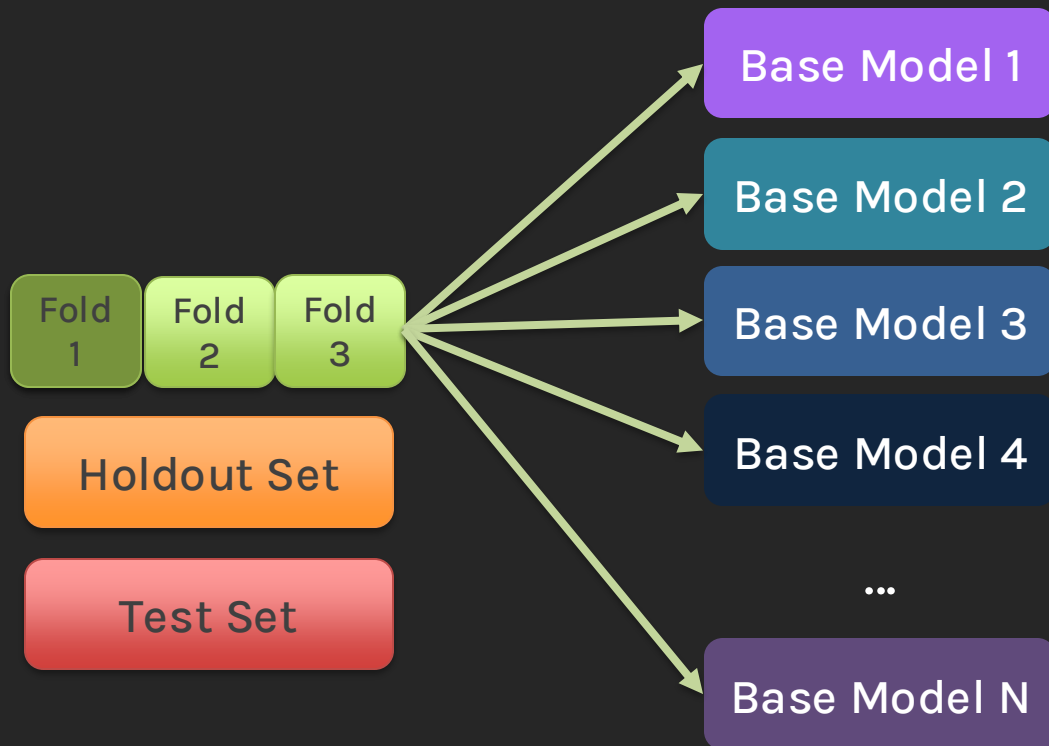 Base Model 1
Base Model 2
Fold
1
Fold
2
Fold
3
Base Model 3
Holdout Set
Base Model 4
Test Set
...
Base Model N